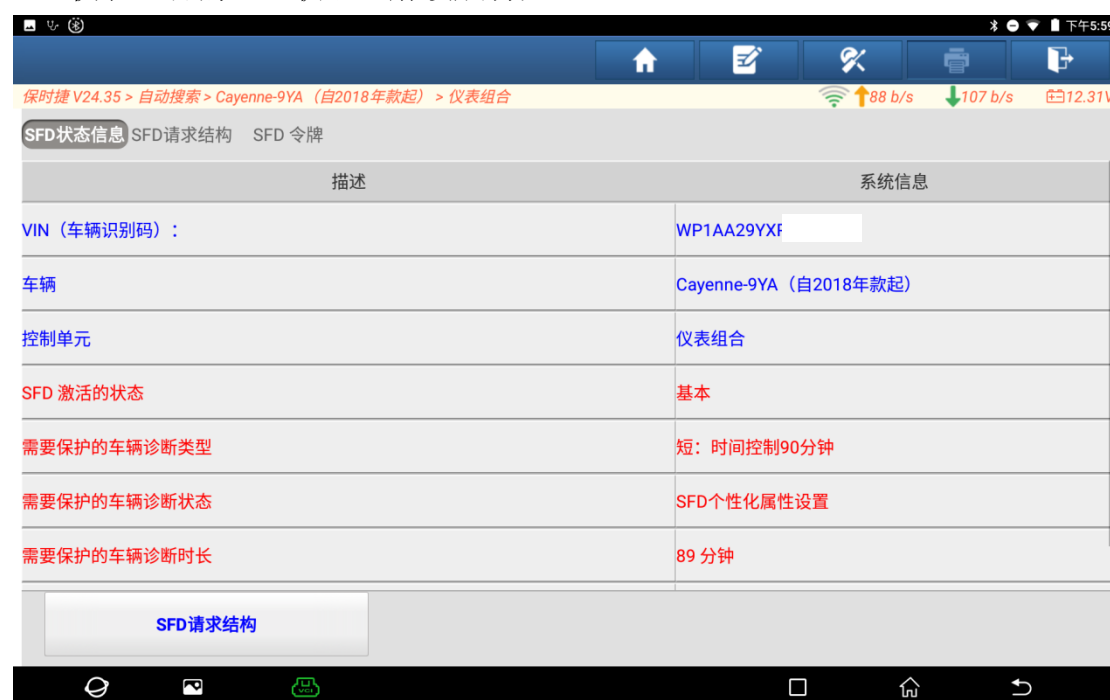 下午5:59
保时捷 V24.35 > 自动搜索 > Cayenne-9YA（自2018年款起） > 仪表组合
88 b/s
107 b/s
12.31V
SFD状态信息 SFD请求结构 SFD 令牌
描述 系统信息
VIN（车辆识别码）： WP1AA29YX
车辆 Cayenne-9YA（自2018年款起）
控制单元 仪表组合
SFD 激活的状态 基本
需要保护的车辆诊断类型 短：时间控制90分钟
需要保护的车辆诊断状态 SFD个性化属性设置
需要保护的车辆诊断时长 89 分钟
SFD请求结构
VCI